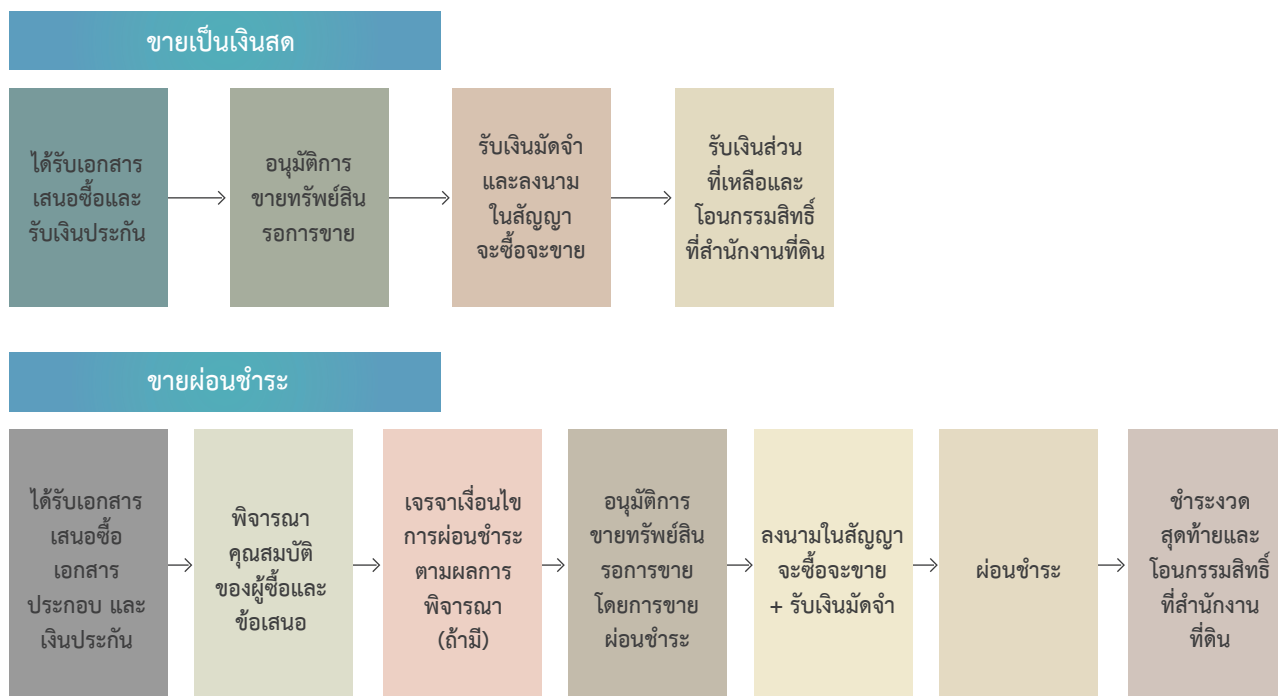 ขายเป็นเงินสด
ได้รับเอกสาร
เสนอซื้อและ
รับเงินประกัน
อนุมัติการ
ขายทรัพย์สิน
รอการขาย
รับเงินมัดจำ
และลงนาม
ในสัญญา
จะซื้อจะขาย
รับเงินส่วน
ที่เหลือและ
โอนกรรมสิทธิ์
ที่สำนักงานที่ดิน
ขายผ่อนชำระ
ได้รับเอกสาร
เสนอซื้อ
เอกสาร
ประกอบ และ
เงินประกัน
พิจารณา
คุณสมบัติ
ของผู้ซื้อและ
ข้อเสนอ
เจรจาเงื่อนไข
การผ่อนชำระ
ตามผลการ
พิจารณา
(ถ้ามี)
อนุมัติการ
ขายทรัพย์สิน
รอการขาย
โดยการขาย
ผ่อนชำระ
ลงนามในสัญญา
จะซื้อจะขาย
+ รับเงินมัดจำ
ผ่อนชำระ
ชำระงวด
สุดท้ายและ
โอนกรรมสิทธิ์
ที่สำนักงาน
ที่ดิน